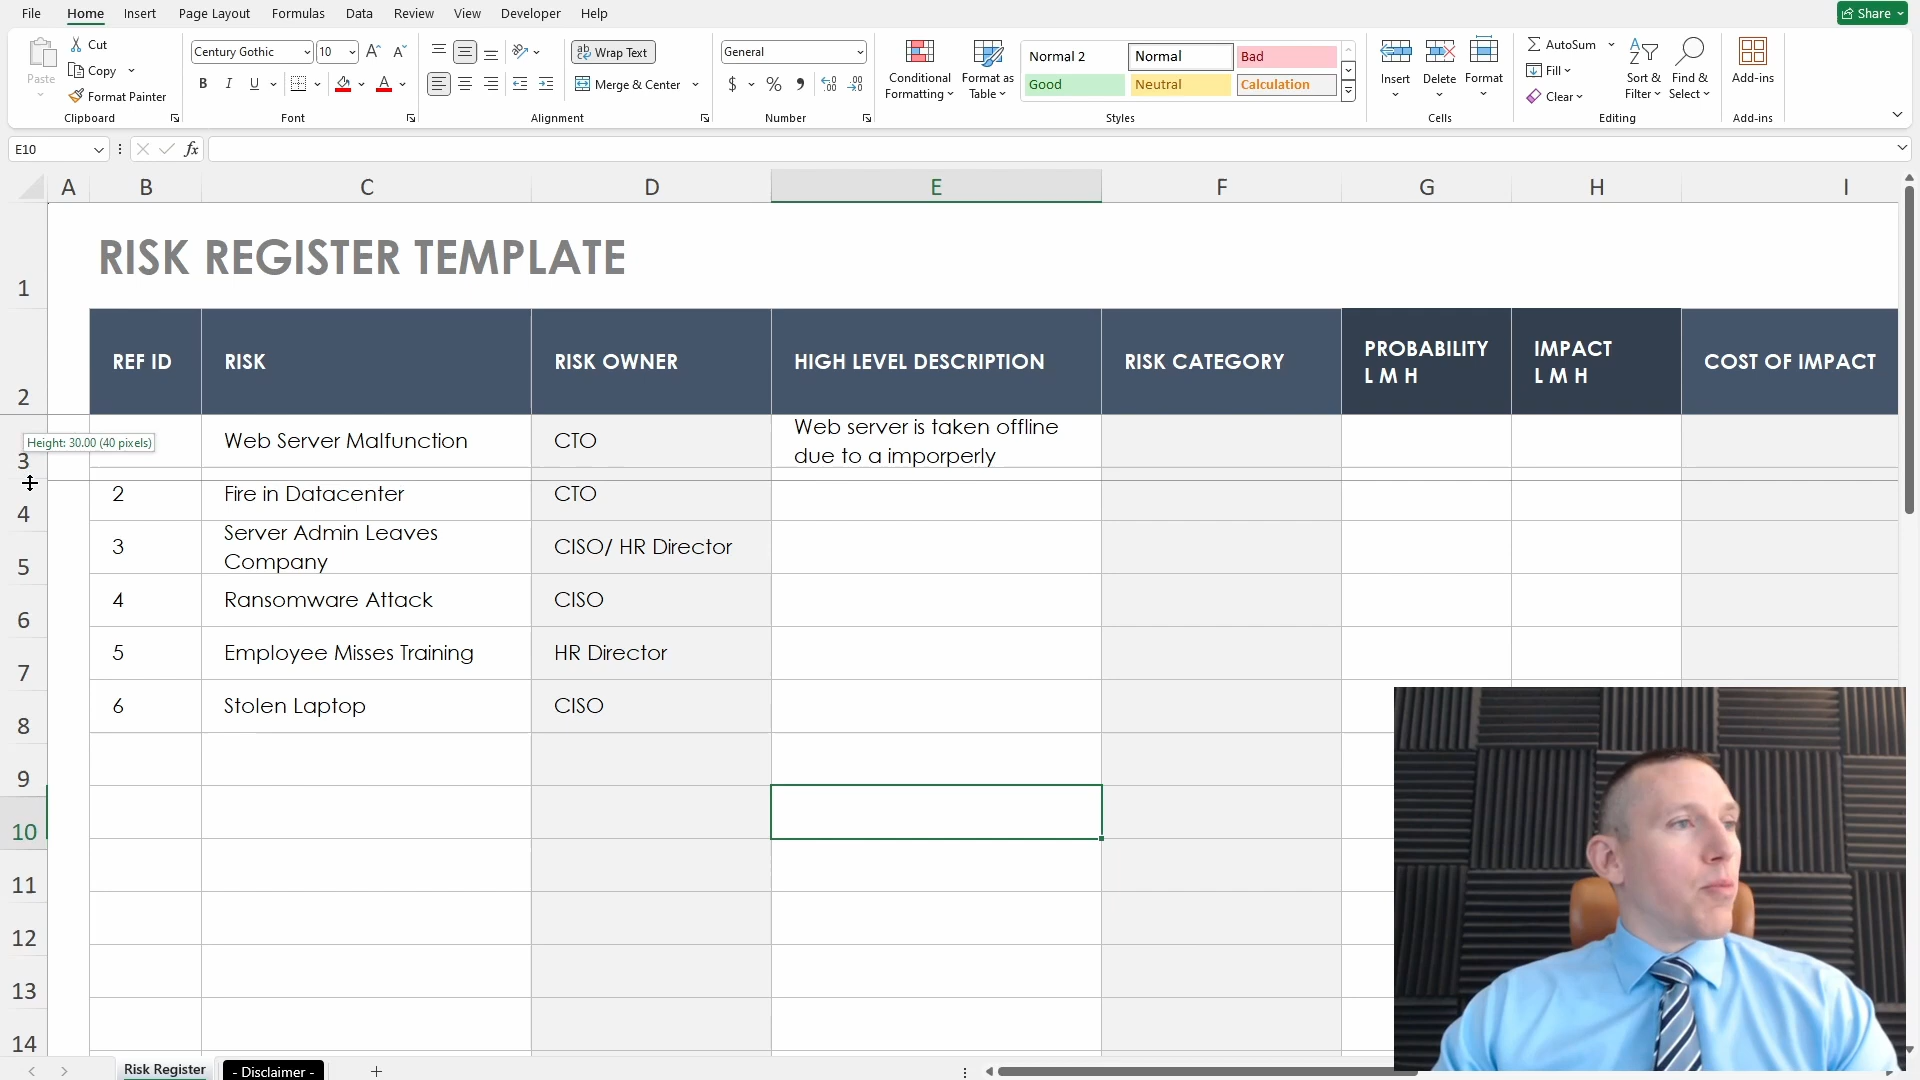 File Home Insert Page Layout Formulas Data Review View Developer Help Share
Cut
Copy
Paste
Format Painter
Clipboard
Century Gothic 10 A A
B I U A
Font
ab Wrap Text
Merge & Center
Alignment
General
$ % ,
Number
Conditional
Formatting
Format as
Table
Normal 2 Normal Bad
Good Neutral Calculation
Styles
Insert Delete Format
Cells
AutoSum
Fill
Clear
Sort &
Filter
Find &
Select
Editing
Add-ins
Add-ins
E10 fx
A B C D E F G H I
1 RISK REGISTER TEMPLATE
2 REF ID RISK RISK OWNER HIGH LEVEL DESCRIPTION RISK CATEGORY PROBABILITY
L M H IMPACT
L M H COST OF IMPACT
Height: 30.00 (40 pixels)
3 Web Server Malfunction CTO Web server is taken offline
due to a imporperly
4 2 Fire in Datacenter CTO
5 3 Server Admin Leaves
Company CISO/ HR Director
6 4 Ransomware Attack CISO
7 5 Employee Misses Training HR Director
8 6 Stolen Laptop CISO
9
10
11
12
13
14
Risk Register - Disclaimer -